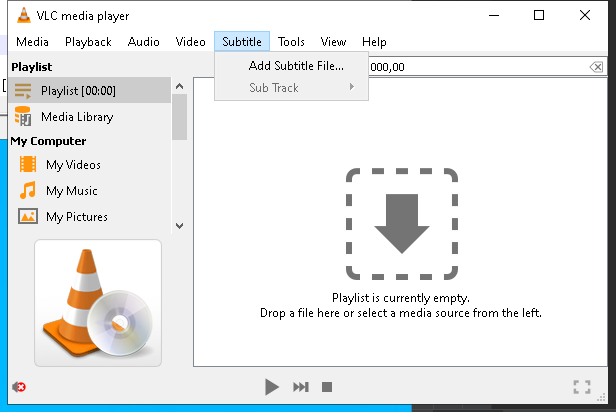 VLC media player
Media Playback Audio Video Subtitle Tools View Help
Playlist
000,00
Add Subtitle File...
Sub Track
Playlist [00:00]
Media Library
My Computer
My Videos
My Music
My Pictures
Playlist is currently empty.
Drop a file here or select a media source from the left.